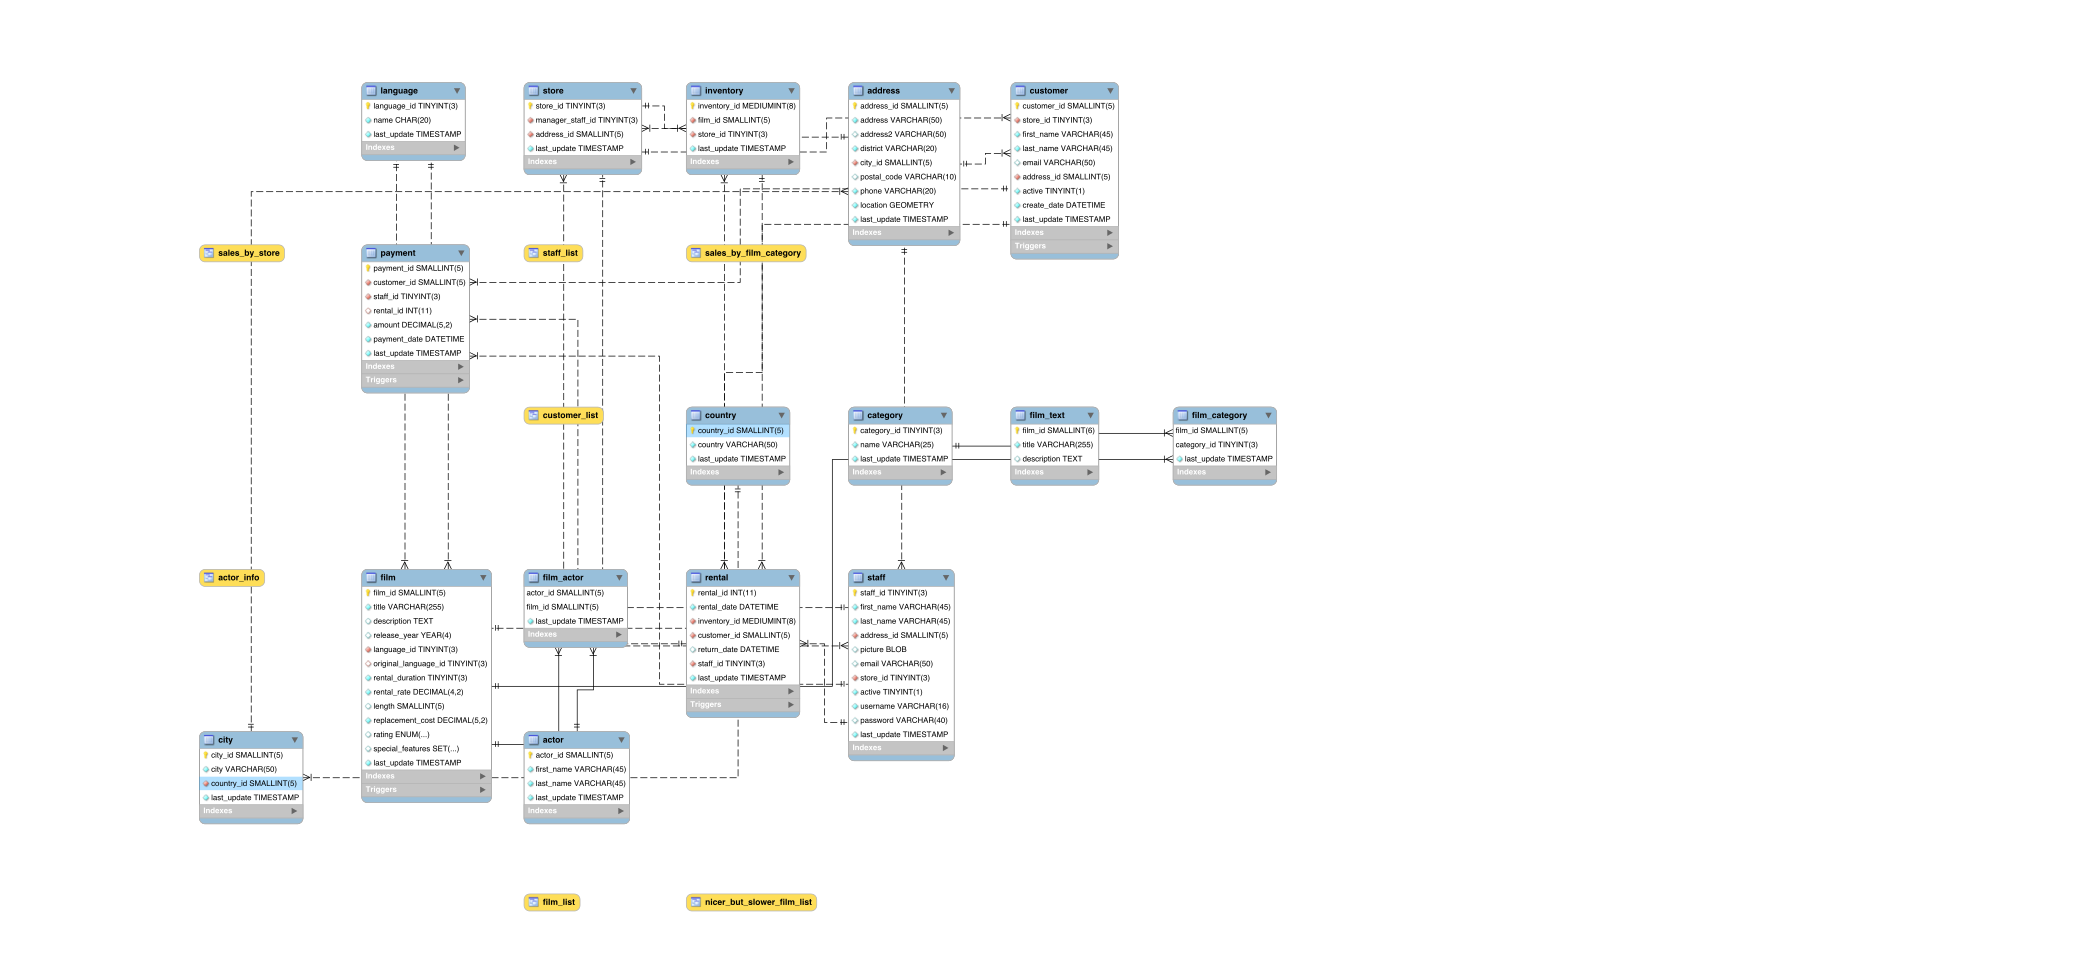 language
language_id TINYINT(3)
name CHAR(20)
last_update TIMESTAMP
Indexes
store
store_id TINYINT(3)
manager_staff_id TINYINT(3)
address_id SMALLINT(5)
last_update TIMESTAMP
Indexes
inventory
inventory_id MEDIUMINT(8)
film_id SMALLINT(5)
store_id TINYINT(3)
last_update TIMESTAMP
Indexes
address
address_id SMALLINT(5)
address VARCHAR(50)
address2 VARCHAR(50)
district VARCHAR(20)
city_id SMALLINT(5)
postal_code VARCHAR(10)
phone VARCHAR(20)
location GEOMETRY
last_update TIMESTAMP
Indexes
customer
customer_id SMALLINT(5)
store_id TINYINT(3)
first_name VARCHAR(45)
last_name VARCHAR(45)
email VARCHAR(50)
address_id SMALLINT(5)
active TINYINT(1)
create_date DATETIME
last_update TIMESTAMP
Indexes
Triggers
sales_by_store
payment
payment_id SMALLINT(5)
customer_id SMALLINT(5)
staff_id TINYINT(3)
rental_id INT(11)
amount DECIMAL(5,2)
payment_date DATETIME
last_update TIMESTAMP
Indexes
Triggers
staff_list
sales_by_film_category
customer_list
country
country_id SMALLINT(5)
country VARCHAR(50)
last_update TIMESTAMP
Indexes
category
category_id TINYINT(3)
name VARCHAR(25)
last_update TIMESTAMP
Indexes
film_text
film_id SMALLINT(6)
title VARCHAR(255)
description TEXT
Indexes
film_category
film_id SMALLINT(5)
category_id TINYINT(3)
last_update TIMESTAMP
Indexes
actor_info
film
film_id SMALLINT(5)
title VARCHAR(255)
description TEXT
release_year YEAR(4)
language_id TINYINT(3)
original_language_id TINYINT(3)
rental_duration TINYINT(3)
rental_rate DECIMAL(4,2)
length SMALLINT(5)
replacement_cost DECIMAL(5,2)
rating ENUM(...)
special_features SET(...)
last_update TIMESTAMP
Indexes
Triggers
film_actor
actor_id SMALLINT(5)
film_id SMALLINT(5)
last_update TIMESTAMP
Indexes
rental
rental_id INT(11)
rental_date DATETIME
inventory_id MEDIUMINT(8)
customer_id SMALLINT(5)
return_date DATETIME
staff_id TINYINT(3)
last_update TIMESTAMP
Indexes
Triggers
staff
staff_id TINYINT(3)
first_name VARCHAR(45)
last_name VARCHAR(45)
address_id SMALLINT(5)
picture BLOB
email VARCHAR(50)
store_id TINYINT(3)
active TINYINT(1)
username VARCHAR(16)
password VARCHAR(40)
last_update TIMESTAMP
Indexes
city
city_id SMALLINT(5)
city VARCHAR(50)
country_id SMALLINT(5)
last_update TIMESTAMP
Indexes
actor
actor_id SMALLINT(5)
first_name VARCHAR(45)
last_name VARCHAR(45)
last_update TIMESTAMP
Indexes
film_list
nicer_but_slower_film_list